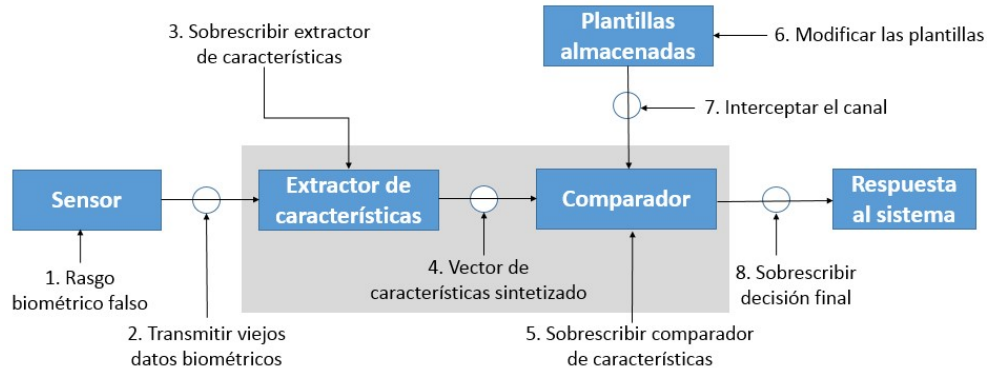 3. Sobrescribir extractor
de características
Plantillas
almacenadas
6. Modificar las plantillas
7. Interceptar el canal
Sensor
Extractor de
características
Comparador
Respuesta
al sistema
1. Rasgo
biométrico falso
2. Transmitir viejos
datos biométricos
4. Vector de
características sintetizado
5. Sobrescribir comparador
de características
8. Sobrescribir
decisión final